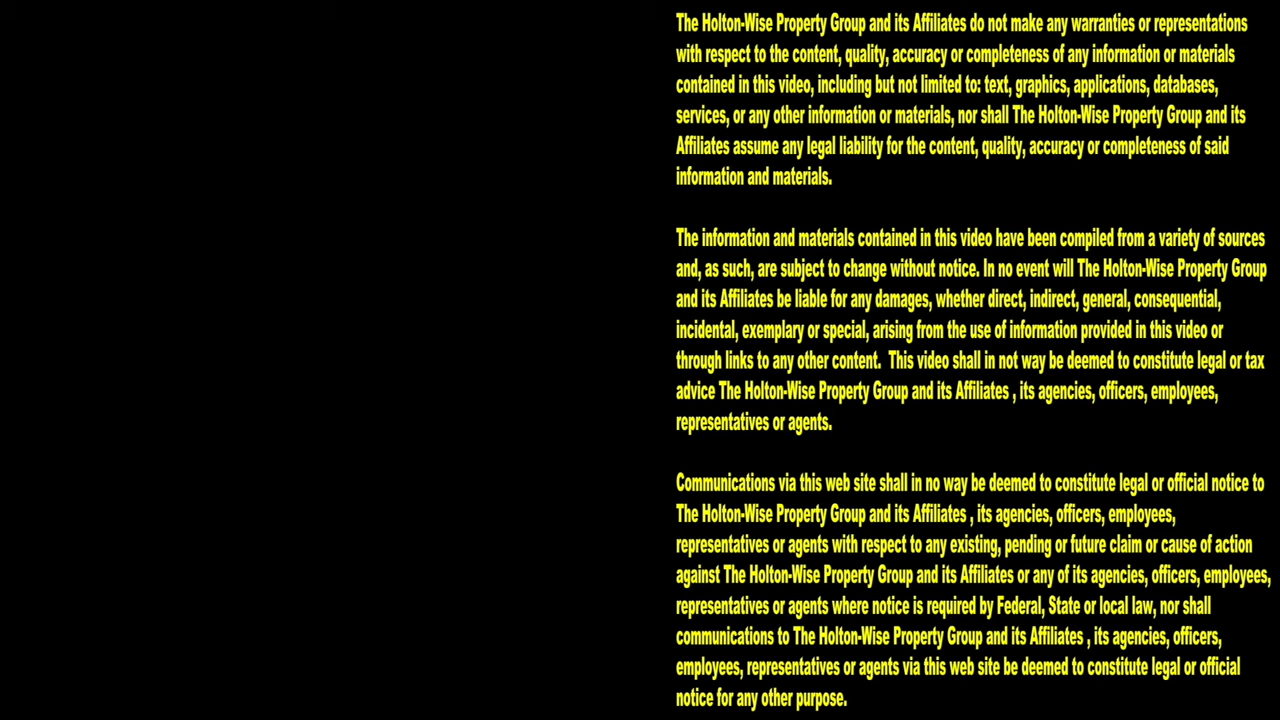 The Holton-Wise Property Group and its Affiliates do not make any warranties or representations
with respect to the content, quality, accuracy or completeness of any information or materials
contained in this video, including but not limited to: text, graphics, applications, databases,
services, or any other information or materials, nor shall The Holton-Wise Property Group and its
Affiliates assume any legal liability for the content, quality, accuracy or completeness of said
information and materials.
The information and materials contained in this video have been compiled from a variety of sources
and, as such, are subject to change without notice. In no event will The Holton-Wise Property Group
and its Affiliates be liable for any damages, whether direct, indirect, general, consequential,
incidental, exemplary or special, arising from the use of information provided in this video or
through links to any other content.  This video shall in not way be deemed to constitute legal or tax
advice The Holton-Wise Property Group and its Affiliates , its agencies, officers, employees,
representatives or agents.
Communications via this web site shall in no way be deemed to constitute legal or official notice to
The Holton-Wise Property Group and its Affiliates , its agencies, officers, employees,
representatives or agents with respect to any existing, pending or future claim or cause of action
against The Holton-Wise Property Group and its Affiliates or any of its agencies, officers, employees,
representatives or agents where notice is required by Federal, State or local law, nor shall
communications to The Holton-Wise Property Group and its Affiliates , its agencies, officers,
employees, representatives or agents via this web site be deemed to constitute legal or official
notice for any other purpose.